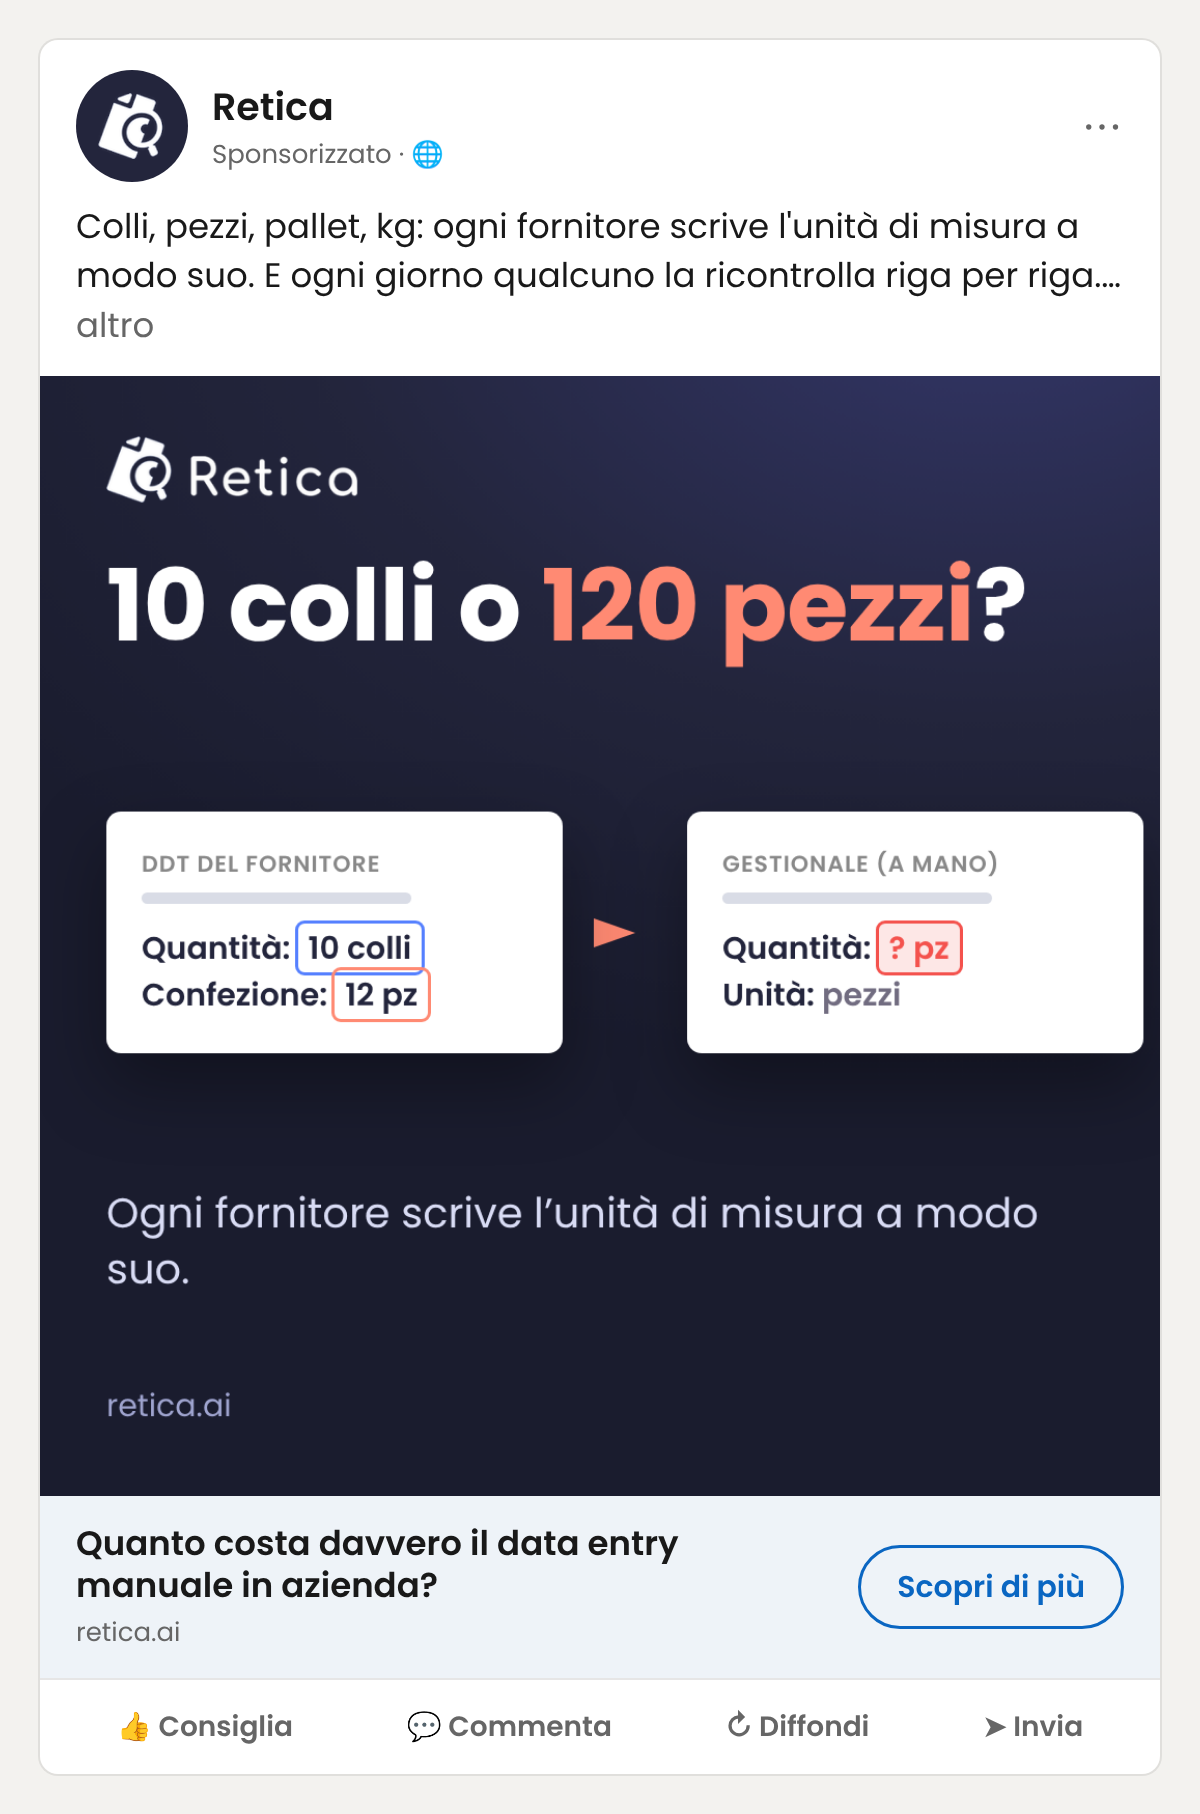 Retica
Sponsorizzato ·
Colli, pezzi, pallet, kg: ogni fornitore scrive l'unità di misura a
modo suo. E ogni giorno qualcuno la ricontrolla riga per riga....
altro
Retica
10 colli o 120 pezzi?
DDT DEL FORNITORE
Quantità: 10 colli
Confezione: 12 pz
GESTIONALE (A MANO)
Quantità: ? pz
Unità: pezzi
Ogni fornitore scrive l’unità di misura a modo
suo.
retica.ai
Quanto costa davvero il data entry
manuale in azienda?
retica.ai
Scopri di più
Consiglia
Commenta
Diffondi
Invia